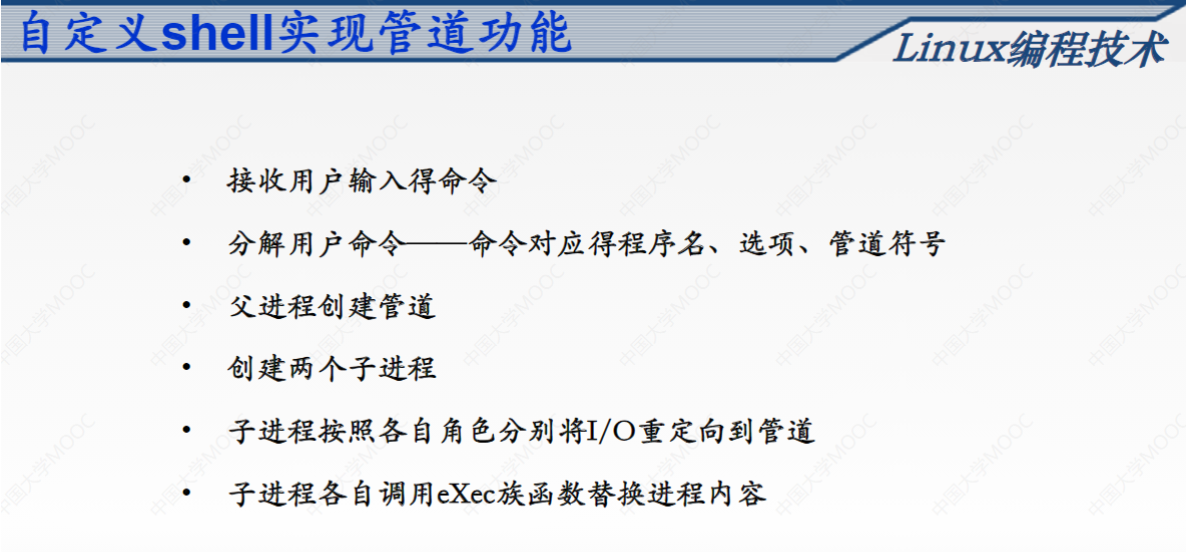 自定义shell实现管道功能
Linux编程技术
• 接收用户输入得命令
• 分解用户命令——命令对应得程序名、选项、管道符号
• 父进程创建管道
• 创建两个子进程
• 子进程按照各自角色分别将I/O重定向到管道
• 子进程各自调用eXec族函数替换进程内容
中国大学MOOC